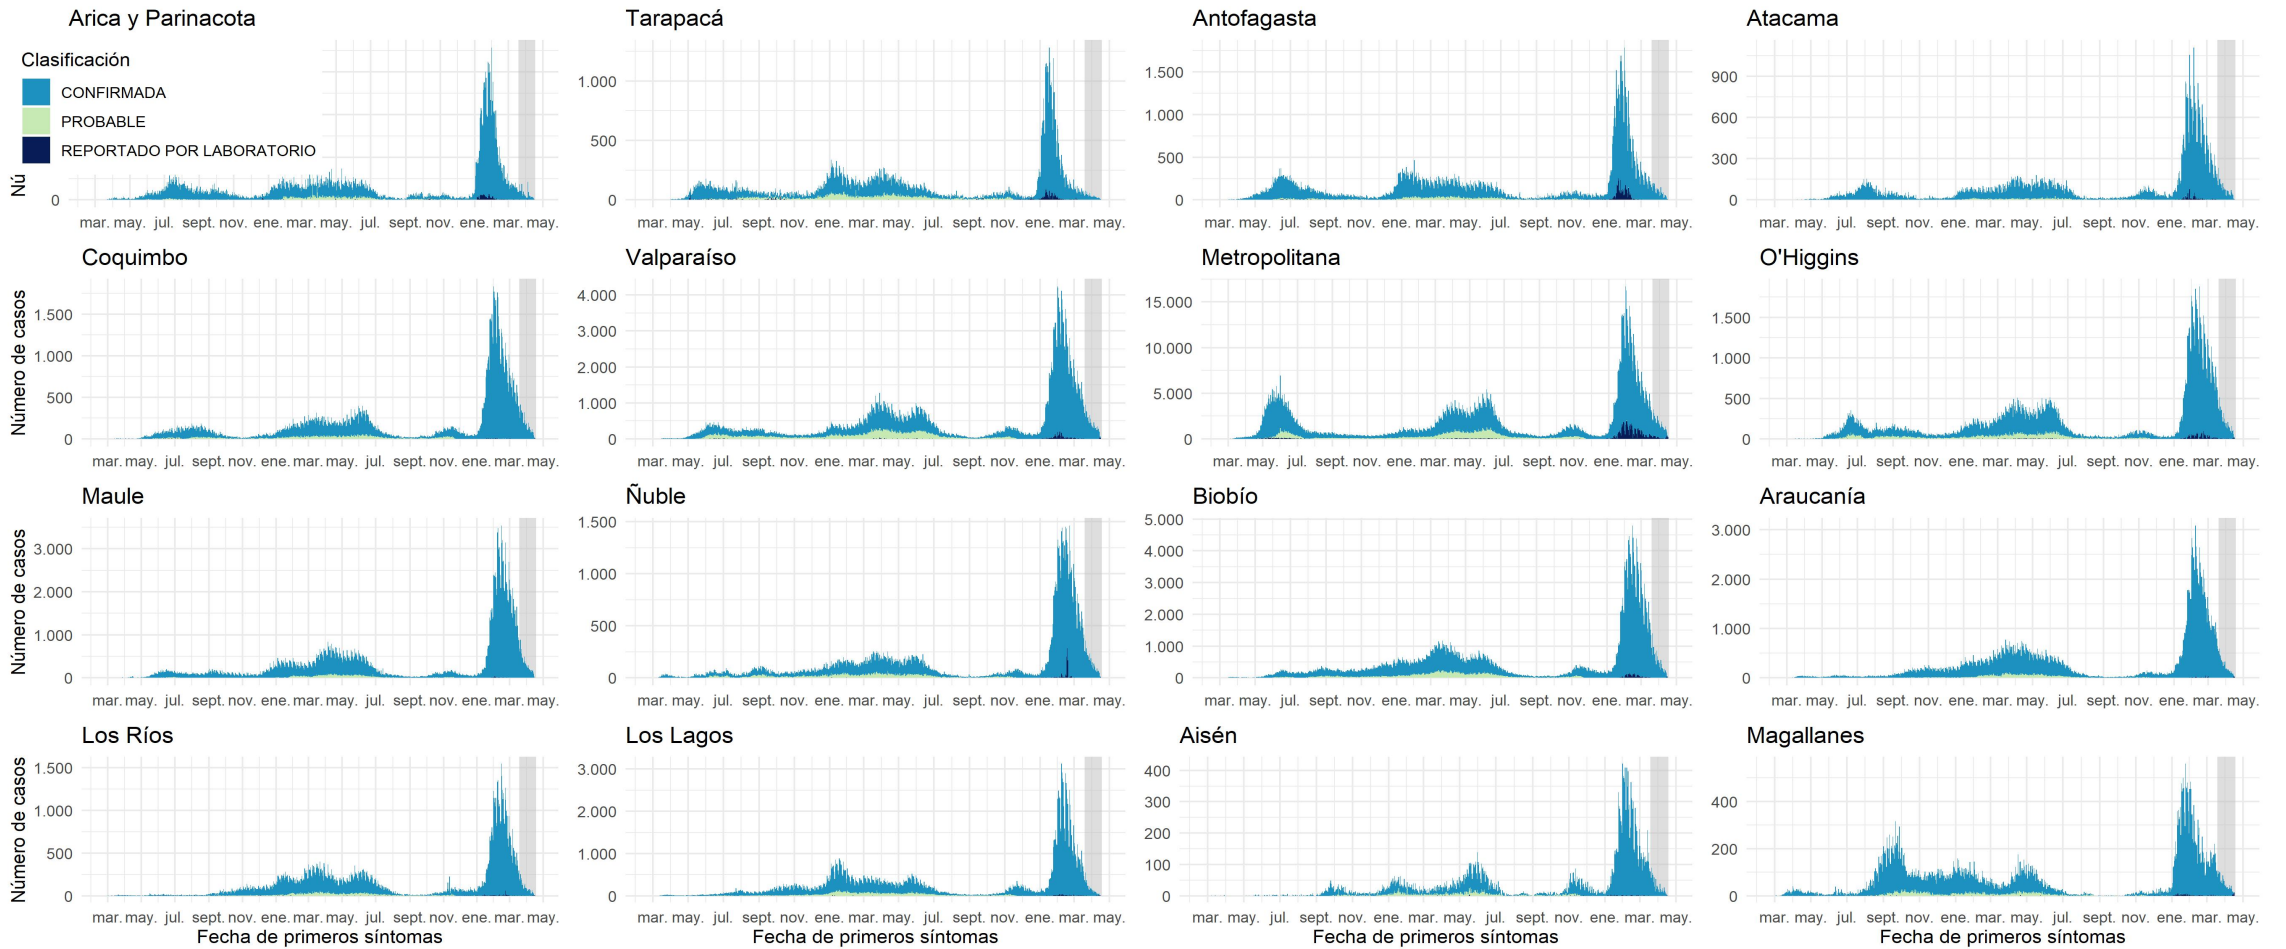 Arica y Parinacota
Clasificación
CONFIRMADA
PROBABLE
REPORTADO POR LABORATORIO
Nú
0
mar. may. jul. sept. nov. ene. mar. may. jul. sept. nov. ene. mar. may.
Tarapacá
1.000
500
0
mar. may. jul. sept. nov. ene. mar. may. jul. sept. nov. ene. mar. may.
Antofagasta
1.500
1.000
500
0
mar. may. jul. sept. nov. ene. mar. may. jul. sept. nov. ene. mar. may.
Atacama
900
600
300
0
mar. may. jul. sept. nov. ene. mar. may. jul. sept. nov. ene. mar. may.
Coquimbo
Número de casos
1.500
1.000
500
0
mar. may. jul. sept. nov. ene. mar. may. jul. sept. nov. ene. mar. may.
Valparaíso
4.000
3.000
2.000
1.000
0
mar. may. jul. sept. nov. ene. mar. may. jul. sept. nov. ene. mar. may.
Metropolitana
15.000
10.000
5.000
0
mar. may. jul. sept. nov. ene. mar. may. jul. sept. nov. ene. mar. may.
O'Higgins
1.500
1.000
500
0
mar. may. jul. sept. nov. ene. mar. may. jul. sept. nov. ene. mar. may.
Maule
Número de casos
3.000
2.000
1.000
0
mar. may. jul. sept. nov. ene. mar. may. jul. sept. nov. ene. mar. may.
Ñuble
1.500
1.000
500
0
mar. may. jul. sept. nov. ene. mar. may. jul. sept. nov. ene. mar. may.
Biobío
5.000
4.000
3.000
2.000
1.000
0
mar. may. jul. sept. nov. ene. mar. may. jul. sept. nov. ene. mar. may.
Araucanía
3.000
2.000
1.000
0
mar. may. jul. sept. nov. ene. mar. may. jul. sept. nov. ene. mar. may.
Los Ríos
Número de casos
1.500
1.000
500
0
mar. may. jul. sept. nov. ene. mar. may. jul. sept. nov. ene. mar. may.
Fecha de primeros síntomas
Los Lagos
3.000
2.000
1.000
0
mar. may. jul. sept. nov. ene. mar. may. jul. sept. nov. ene. mar. may.
Fecha de primeros síntomas
Aisén
400
300
200
100
0
mar. may. jul. sept. nov. ene. mar. may. jul. sept. nov. ene. mar. may.
Fecha de primeros síntomas
Magallanes
400
200
0
mar. may. jul. sept. nov. ene. mar. may. jul. sept. nov. ene. mar. may.
Fecha de primeros síntomas